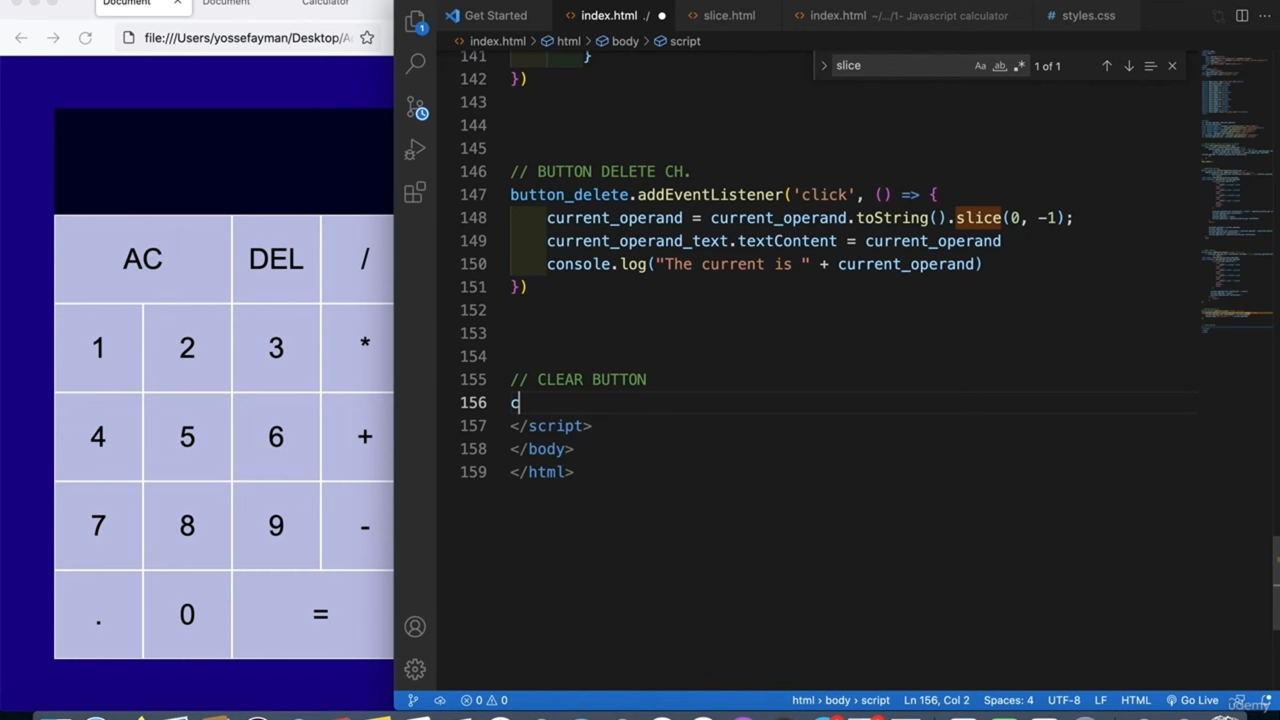 Document
Document
Calculator
file:///Users/yossefayman/Desktop/A
Get Started
index.html ./
slice.html
index.html ~/.../1- Javascript calculator
# styles.css
index.html > html > body > script
slice
Aa ab 1 of 1
1
AC DEL /
1 2 3 *
4 5 6 +
7 8 9 -
. 0 =
141 }
142 })
143
144
145
146 // BUTTON DELETE CH.
147 button_delete.addEventListener('click', () => {
148 current_operand = current_operand.toString().slice(0, -1);
149 current_operand_text.textContent = current_operand
150 console.log("The current is " + current_operand)
151 })
152
153
154
155 // CLEAR BUTTON
156 c
157 </script>
158 </body>
159 </html>
0 0
html > body > script Ln 156, Col 2 Spaces: 4 UTF-8 LF HTML Go Live
udemy